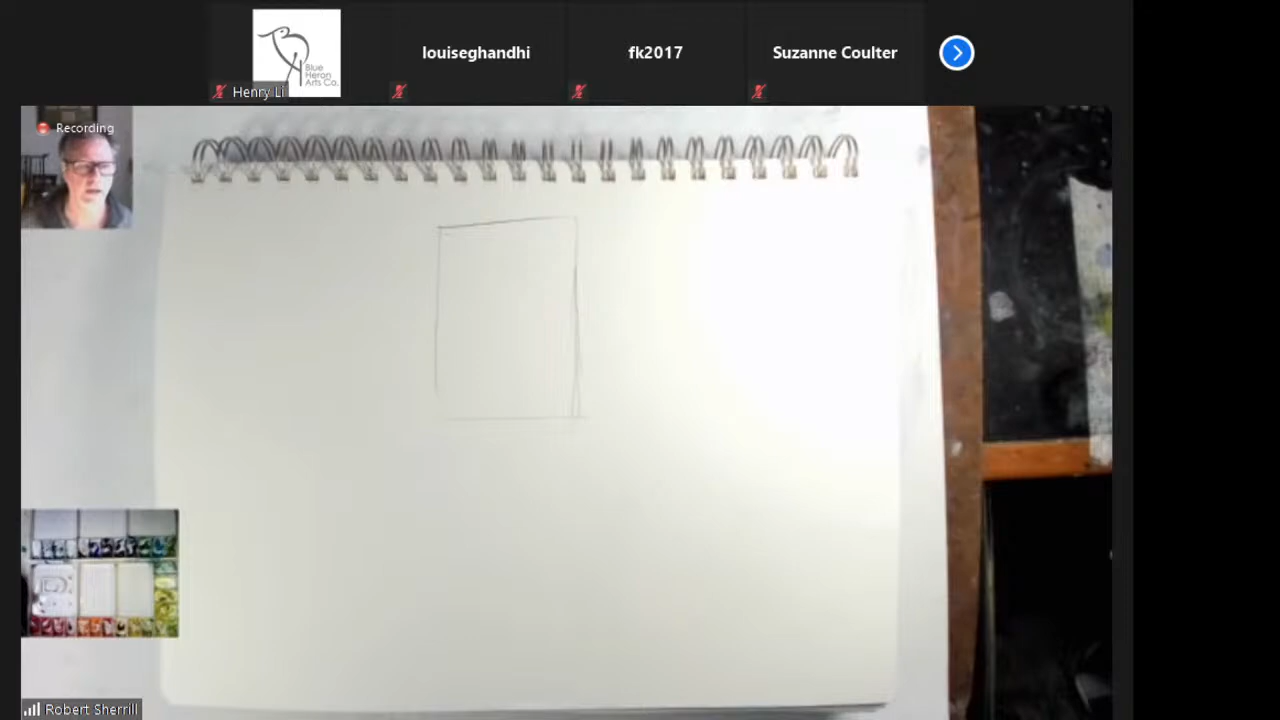 Blue
Heron
Arts Co.
Henry Li
louiseghandhi
fk2017
Suzanne Coulter
Recording
Robert Sherrill